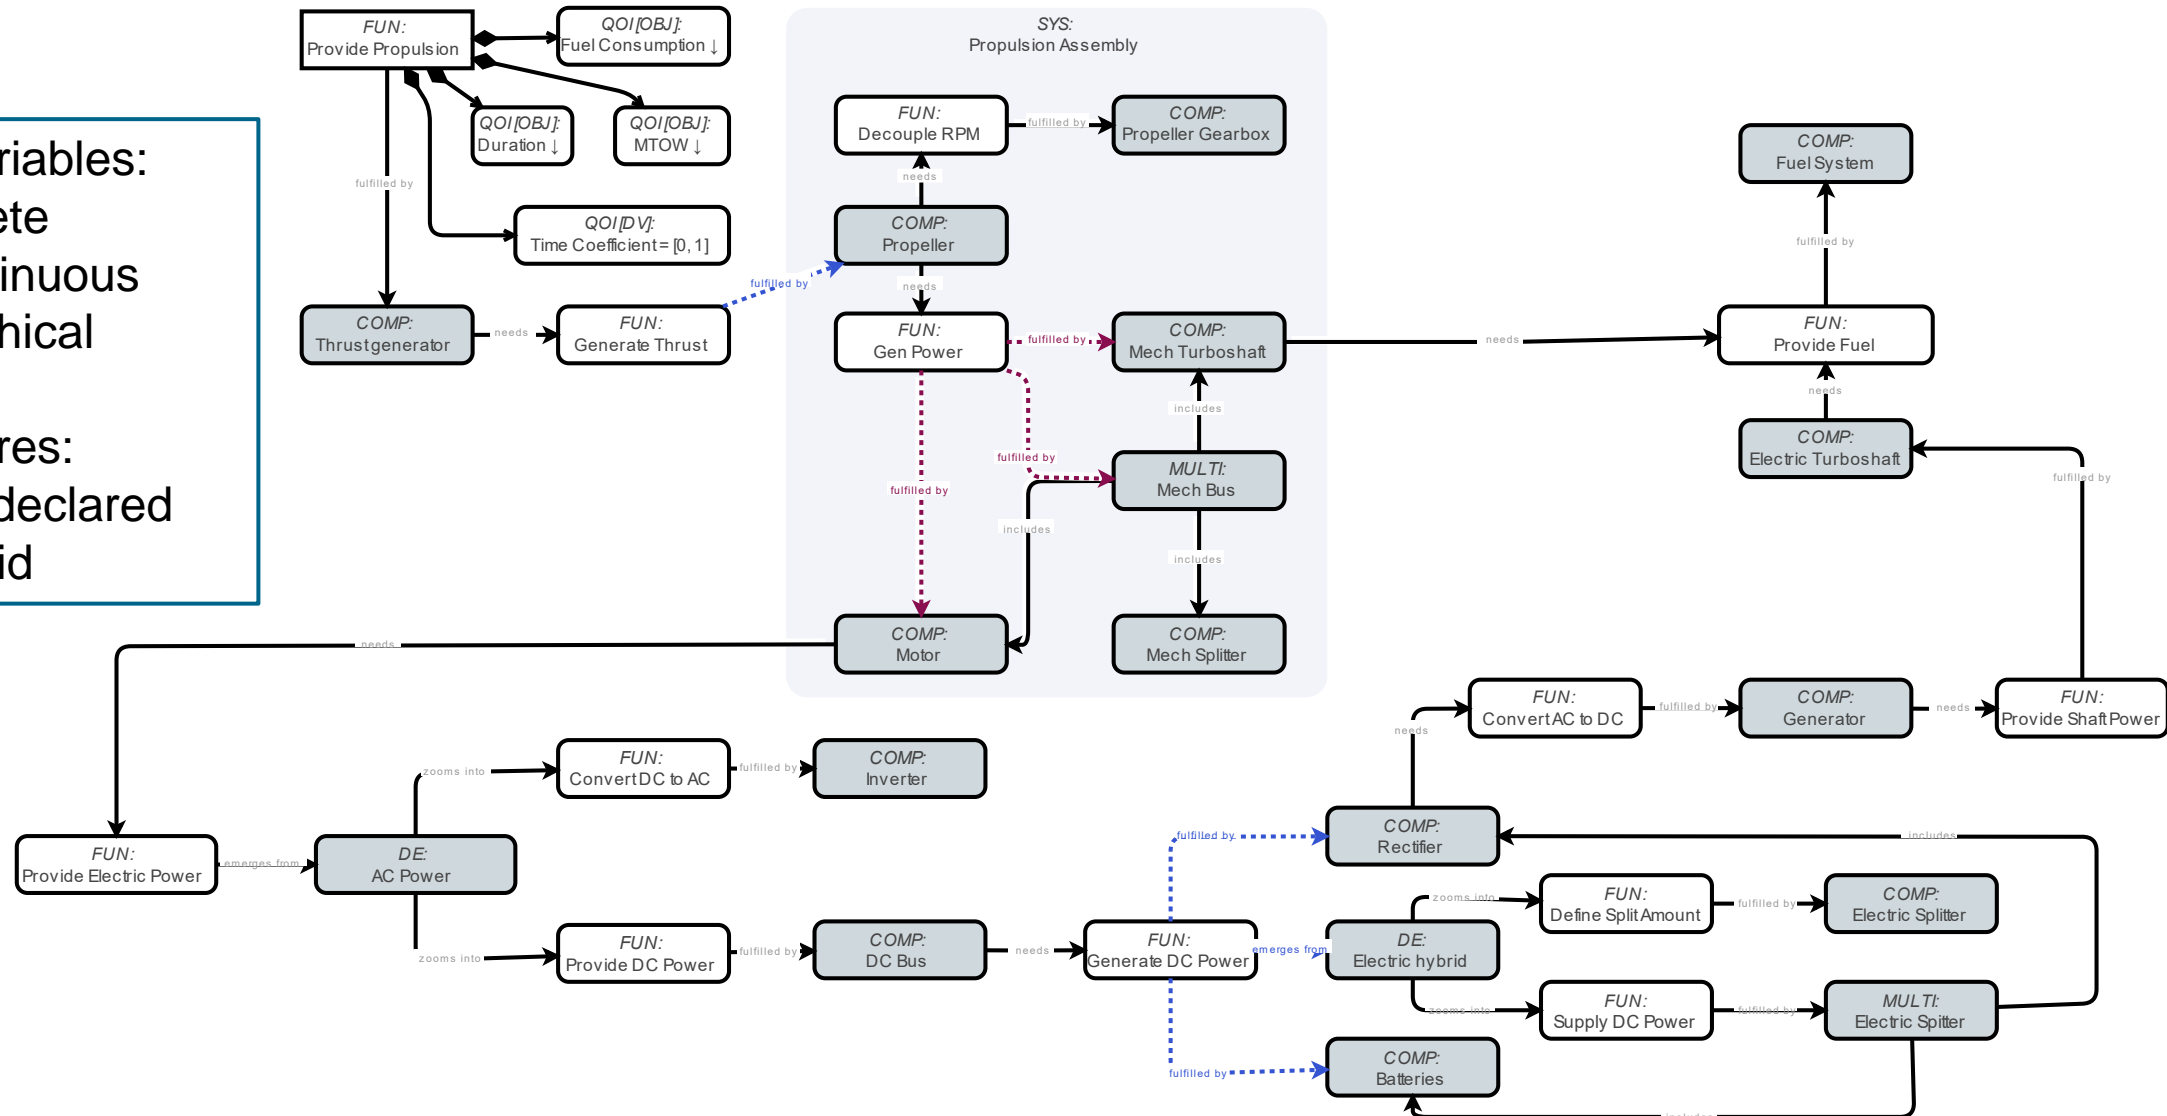 riables:
ete
inuous
hical
res:
declared
id
FUN:
Provide Propulsion
QOI[OBJ]:
Fuel Consumption ↓
QOI[OBJ]:
Duration ↓
QOI[OBJ]:
MTOW ↓
fulfilled by
QOI[DV]:
Time Coefficient = [0, 1]
COMP:
Thrust generator
needs
FUN:
Generate Thrust
fulfilled by
SYS:
Propulsion Assembly
FUN:
Decouple RPM
fulfilled by
COMP:
Propeller Gearbox
needs
COMP:
Propeller
needs
FUN:
Gen Power
fulfilled by
COMP:
Mech Turboshaft
includes
fulfilled by
MULTI:
Mech Bus
fulfilled by
includes
includes
COMP:
Motor
COMP:
Mech Splitter
needs
COMP:
Fuel System
fulfilled by
FUN:
Provide Fuel
needs
COMP:
Electric Turboshaft
fulfilled by
needs
FUN:
Convert AC to DC
fulfilled by
COMP:
Generator
needs
FUN:
Provide Shaft Power
needs
zooms into
FUN:
Convert DC to AC
fulfilled by
COMP:
Inverter
FUN:
Provide Electric Power
emerges from
DE:
AC Power
zooms into
FUN:
Provide DC Power
fulfilled by
COMP:
DC Bus
needs
FUN:
Generate DC Power
fulfilled by
COMP:
Rectifier
includes
emerges from
DE:
Electric hybrid
zooms into
FUN:
Define Split Amount
fulfilled by
COMP:
Electric Splitter
zooms into
FUN:
Supply DC Power
fulfilled by
MULTI:
Electric Spitter
fulfilled by
COMP:
Batteries